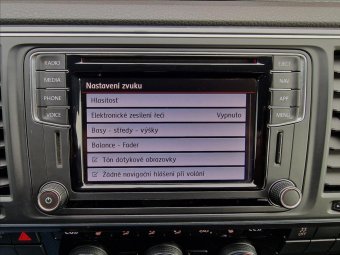 RADIO
MEDIA
PHONE
VOICE
Nastavení zvuku
Hlasitost
Elektronické zesílení řeči Vypnuto
Basy - středy - výšky
Balance - Fader
Tón dotykové obrazovky
Žádné navigační hlášení při volání
NAV
APP
MENU